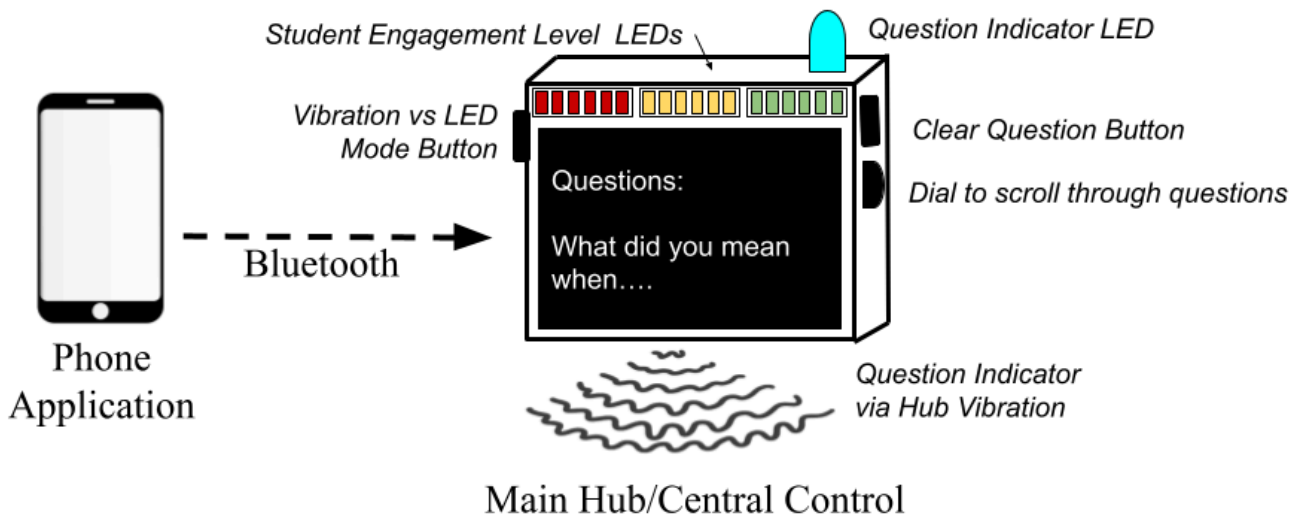 Student Engagement Level LEDs
Question Indicator LED
Vibration vs LED
Mode Button
Clear Question Button
Dial to scroll through questions
Questions:
What did you mean
when....
Bluetooth
Phone
Application
Question Indicator
via Hub Vibration
Main Hub/Central Control